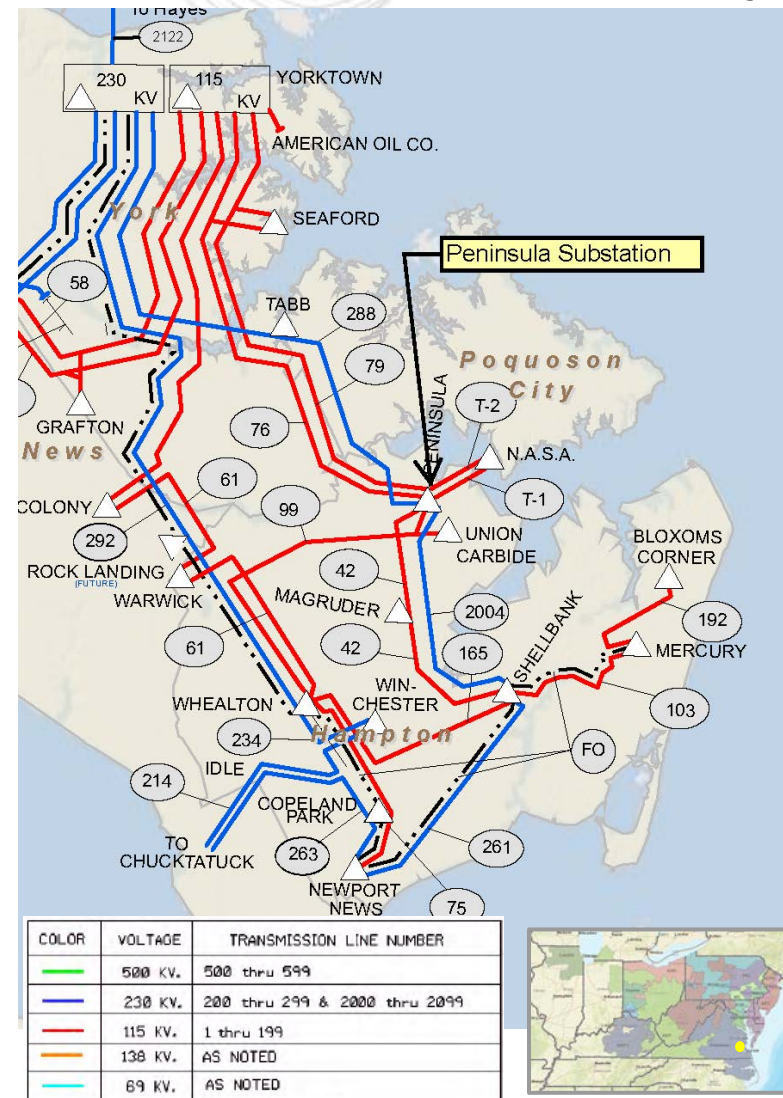 To Hayes
2122
230
KV
115
KV
YORKTOWN
AMERICAN OIL CO.
York
SEAFORD
Peninsula Substation
58
TABB
288
79
Poquoson
City
76
PENINSULA
T-2
N.A.S.A.
GRAFTON
News
61
T-1
COLONY
99
UNION
CARBIDE
BLOXOMS
CORNER
292
ROCK LANDING
(FUTURE)
WARWICK
42
MAGRUDER
2004
192
SHELLBANK
MERCURY
61
42
165
WHEALTON
WIN-
CHESTER
103
234
Hampton
FO
IDLE
214
COPELAND
PARK
TO
CHUCKTATUCK
263
261
NEWPORT
NEWS
75
COLOR VOLTAGE TRANSMISSION LINE NUMBER
500 KV. 500 thru 599
230 KV. 200 thru 299 & 2000 thru 2099
115 KV. 1 thru 199
138 KV. AS NOTED
69 KV. AS NOTED